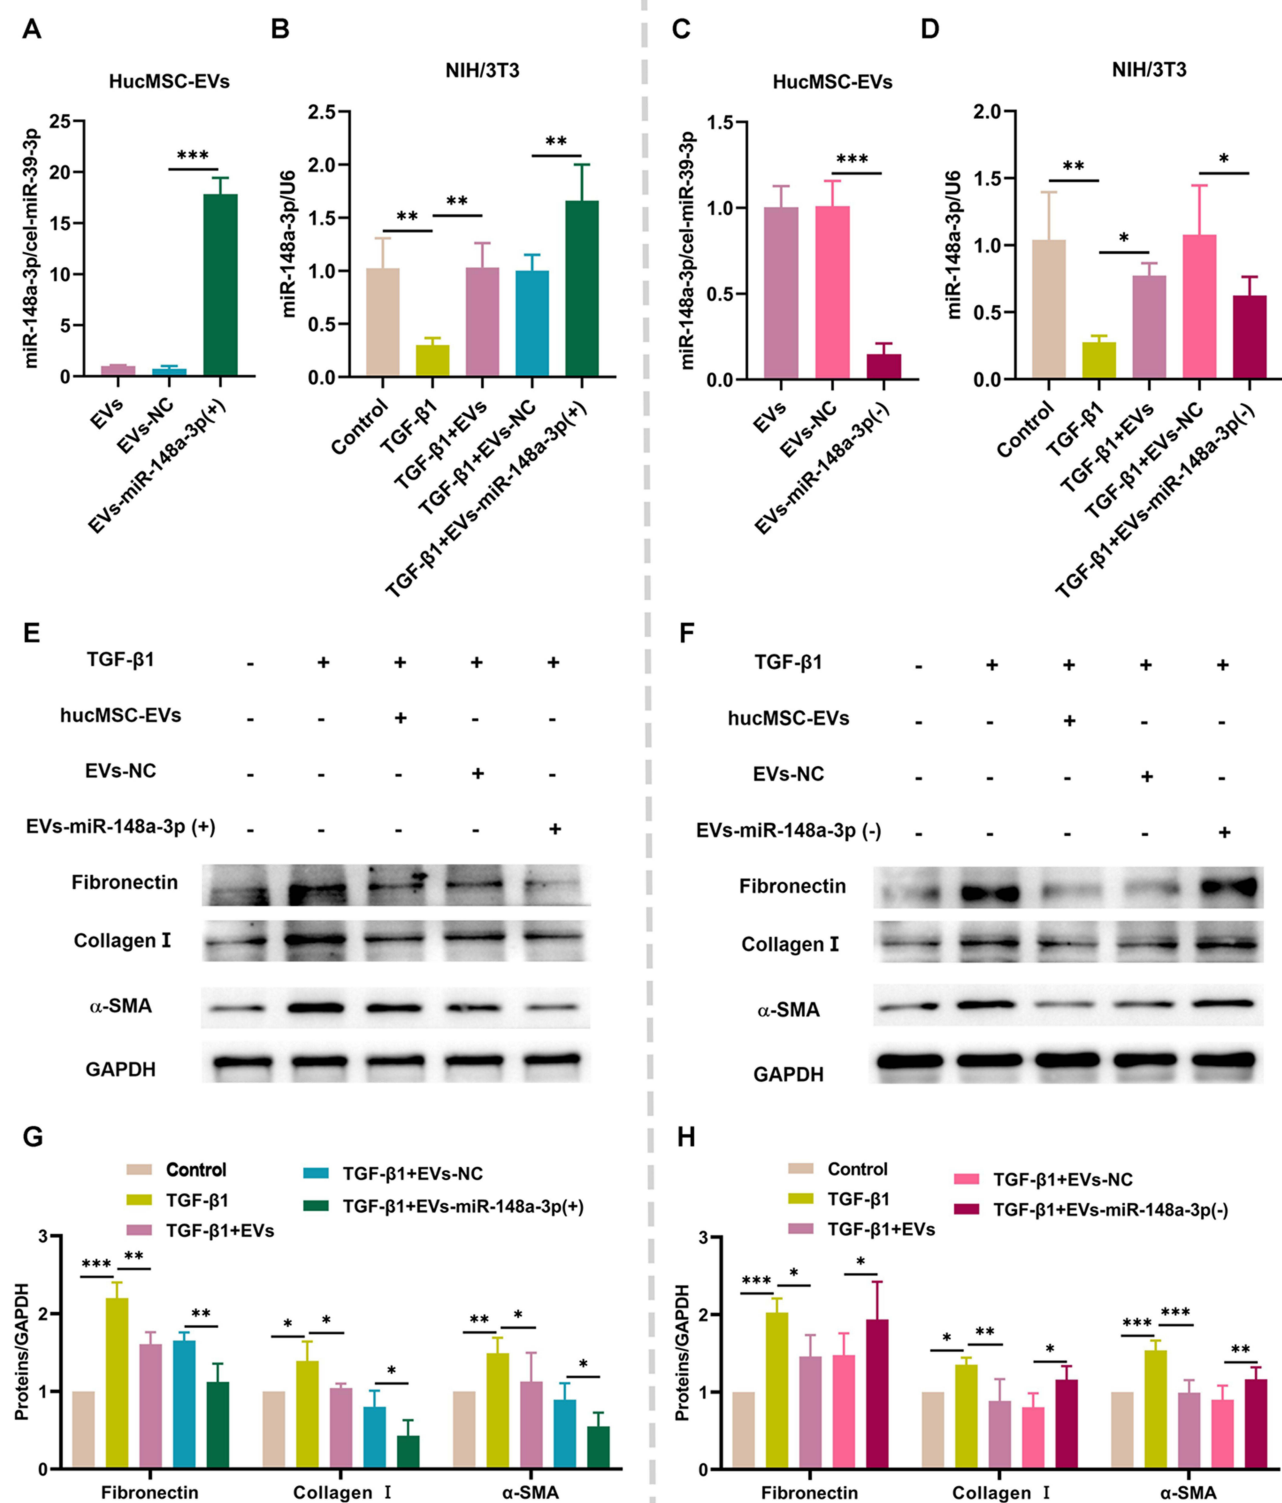 A
HucMSC-EVs
miR-148a-3p/cel-miR-39-3p
25
20
15
10
5
0
***
EVs
EVs-NC
EVs-miR-148a-3p(+)
B
NIH/3T3
miR-148a-3p/U6
2.5
2.0
1.5
1.0
0.5
0.0
**
**
**
Control
TGF-β1
TGF-β1+EVs
TGF-β1+EVs-NC
TGF-β1+EVs-miR-148a-3p(+)
C
HucMSC-EVs
miR-148a-3p/cel-miR-39-3p
1.5
1.0
0.5
0.0
***
EVs
EVs-NC
EVs-miR-148a-3p(-)
D
NIH/3T3
miR-148a-3p/U6
2.0
1.5
1.0
0.5
0.0
**
*
*
Control
TGF-β1
TGF-β1+EVs
TGF-β1+EVs-NC
TGF-β1+EVs-miR-148a-3p(-)
E
TGF-β1 - + + + +
hucMSC-EVs - - + - -
EVs-NC - - - + -
EVs-miR-148a-3p (+) - - - - +
Fibronectin
Collagen I
α-SMA
GAPDH
F
TGF-β1 - + + + +
hucMSC-EVs - - + - -
EVs-NC - - - + -
EVs-miR-148a-3p (-) - - - - +
Fibronectin
Collagen I
α-SMA
GAPDH
G
Control
TGF-β1
TGF-β1+EVs
TGF-β1+EVs-NC
TGF-β1+EVs-miR-148a-3p(+)
Proteins/GAPDH
3
2
1
0
*** ** **
* * *
** * *
Fibronectin
Collagen I
α-SMA
H
Control
TGF-β1
TGF-β1+EVs
TGF-β1+EVs-NC
TGF-β1+EVs-miR-148a-3p(-)
Proteins/GAPDH
3
2
1
0
*** * *
* ** *
*** *** **
Fibronectin
Collagen I
α-SMA